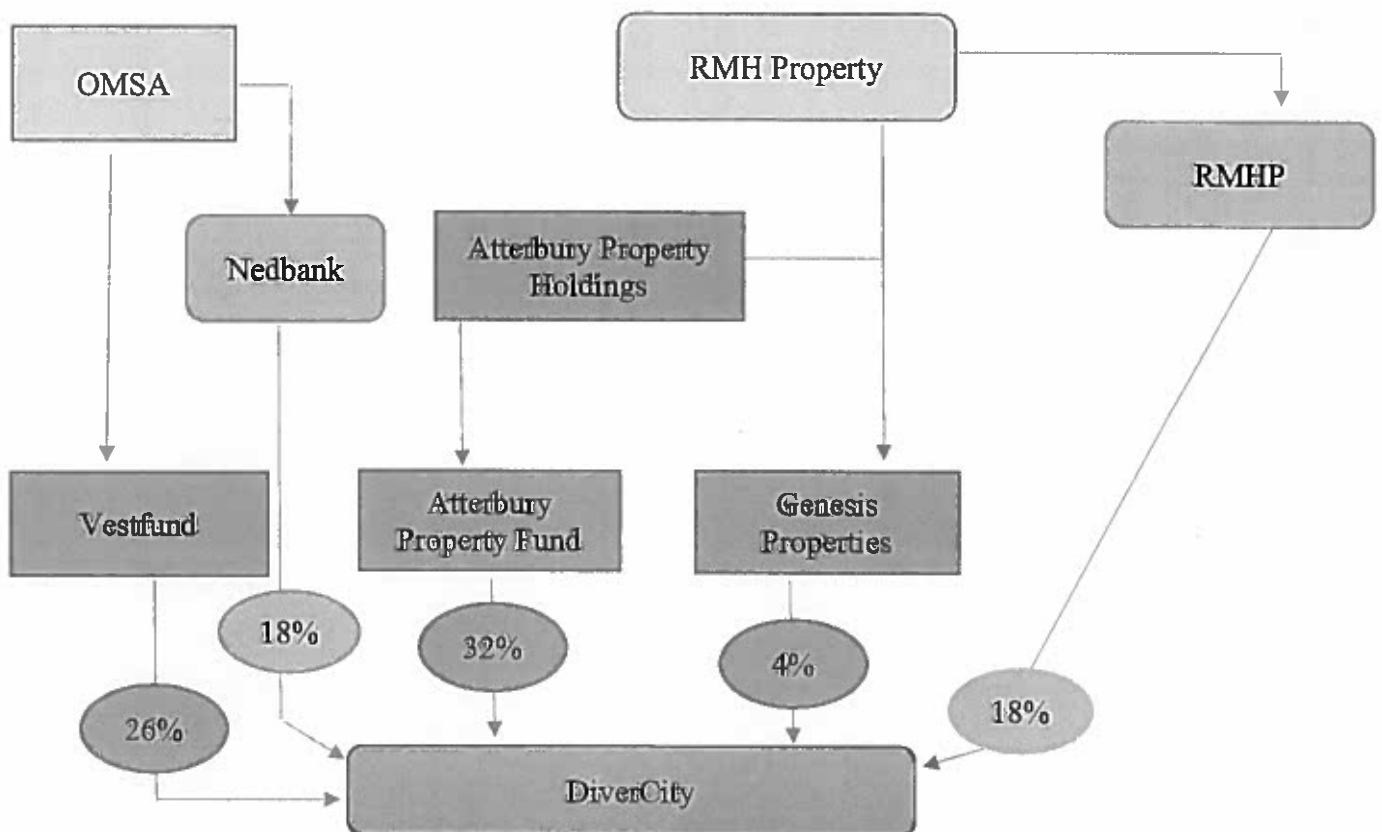 OMSA
RMH Property
RMHP
Nedbank
Atterbury Property
Holdings
Vestfund
Atterbury
Property Fund
Genesis
Properties
18%
32%
4%
26%
18%
DiverCity